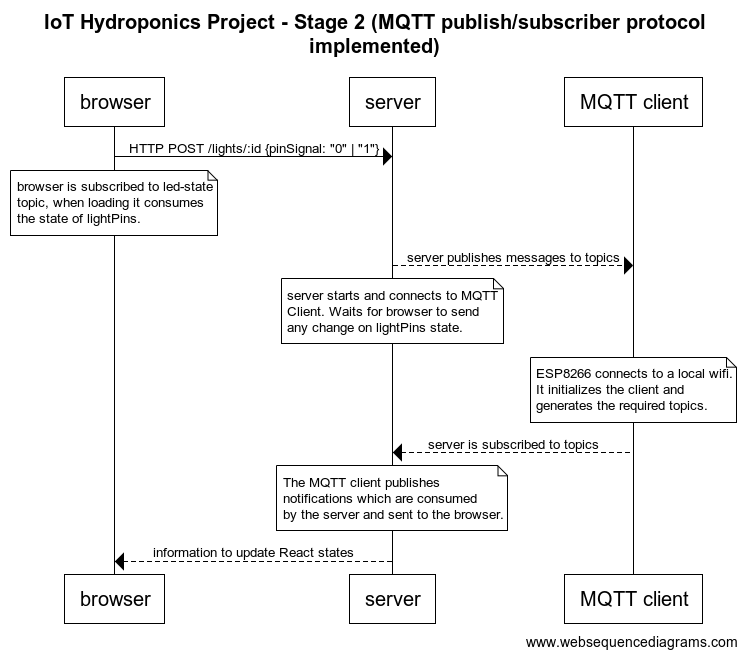 IoT Hydroponics Project - Stage 2 (MQTT publish/subscriber protocol
implemented)
browser
server
MQTT client
HTTP POST /lights/:id {pinSignal: "0" | "1"}
browser is subscribed to led-state
topic, when loading it consumes
the state of lightPins.
server publishes messages to topics
server starts and connects to MQTT
Client. Waits for browser to send
any change on lightPins state.
ESP8266 connects to a local wifi.
It initializes the client and
generates the required topics.
server is subscribed to topics
The MQTT client publishes
notifications which are consumed
by the server and sent to the browser.
information to update React states
browser
server
MQTT client
www.websequencediagrams.com